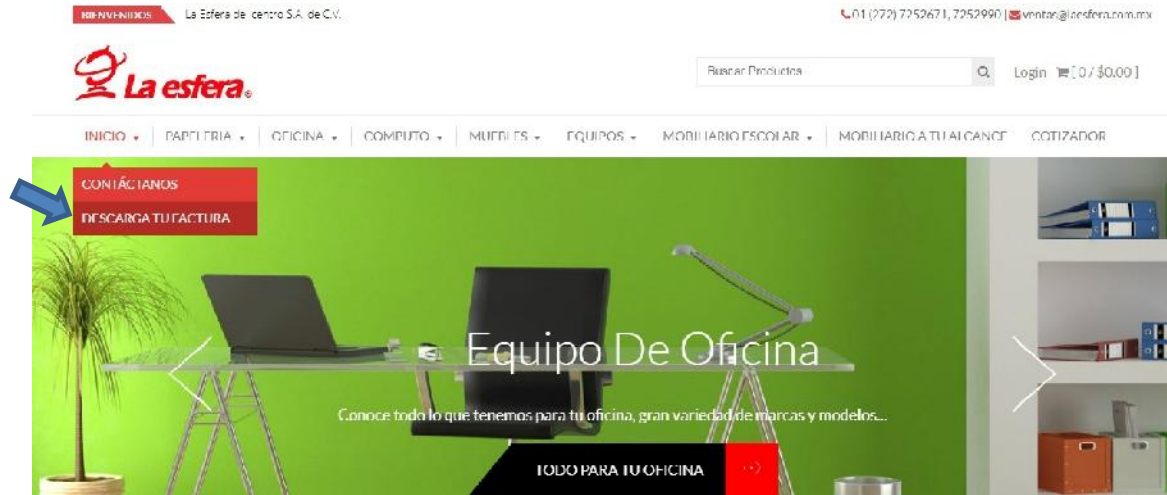 BIENVENIDOS La Esfera del centro S.A. de C.V. 01 (272) 7252671, 7252990 | ventas@laesfera.com.mx
La esfera®
Buscar Productos Login [ 0 / $0.00 ]
INICIO PAPELERIA OFICINA COMPUTO MUEBLES EQUIPOS MOBILIARIO ESCOLAR MOBILIARIO A TU ALCANCE COTIZADOR
CONTÁCTANOS
DESCARGA TU FACTURA
Equipo De Oficina
Conoce todo lo que tenemos para tu oficina, gran variedad de marcas y modelos...
TODO PARA TU OFICINA